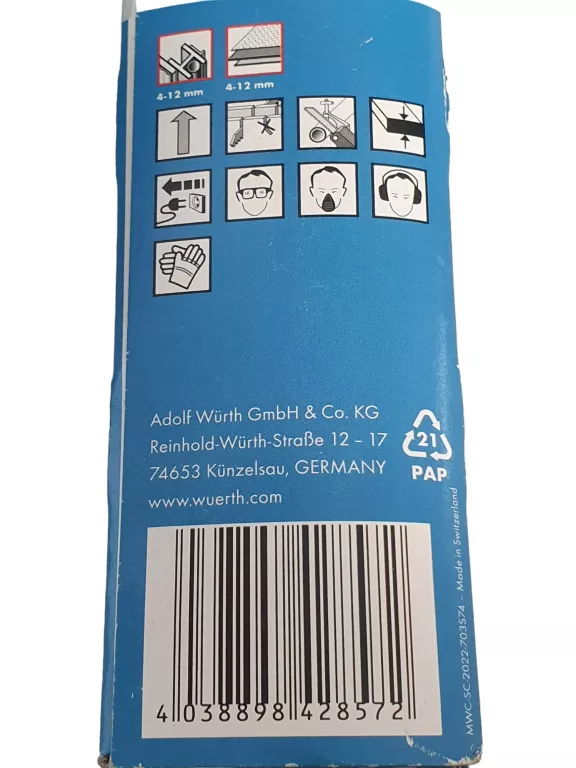 4-12 mm
4-12 mm
Adolf Würth GmbH & Co. KG
Reinhold-Würth-Straße 12 – 17
74653 Künzelsau, GERMANY
www.wuerth.com
21
PAP
MWC-SC-2022-703574 – Made in Switzerland
4 038898 428572